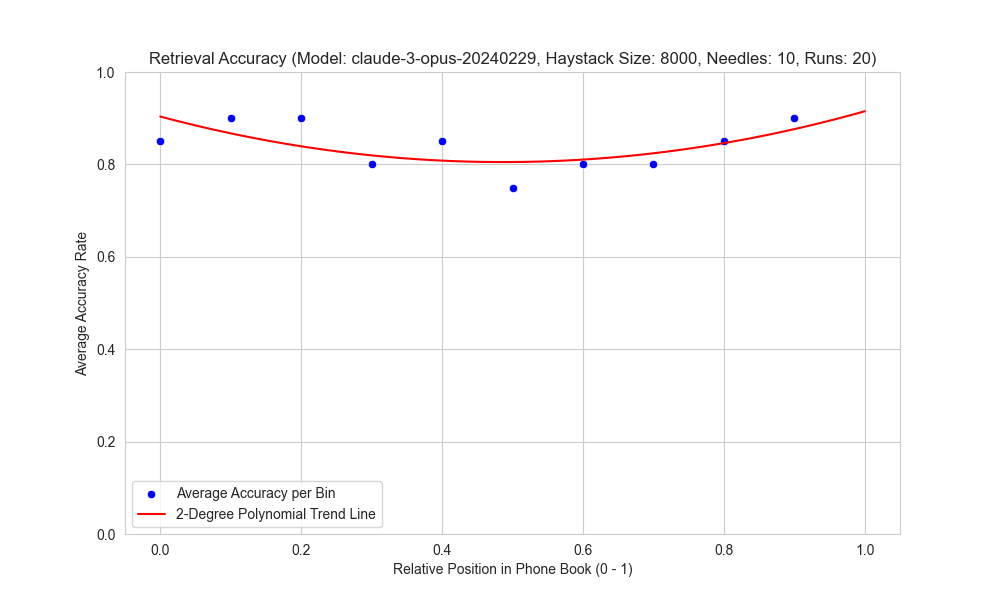 Retrieval Accuracy (Model: claude-3-opus-20240229, Haystack Size: 8000, Needles: 10, Runs: 20)
1.0
0.8
0.6
0.4
0.2
0.0
Average Accuracy Rate
Average Accuracy per Bin
2-Degree Polynomial Trend Line
0.0 0.2 0.4 0.6 0.8 1.0
Relative Position in Phone Book (0 - 1)